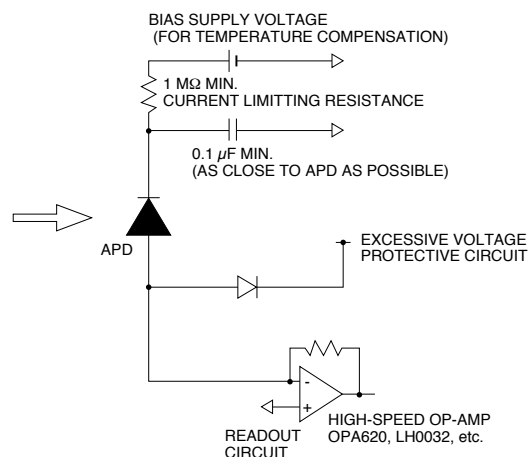 BIAS SUPPLY VOLTAGE
(FOR TEMPERATURE COMPENSATION)
1 MΩ MIN.
CURRENT LIMITTING RESISTANCE
0.1 µF MIN.
(AS CLOSE TO APD AS POSSIBLE)
APD
EXCESSIVE VOLTAGE
PROTECTIVE CIRCUIT
-
+
READOUT
CIRCUIT
HIGH-SPEED OP-AMP
OPA620, LH0032, etc.